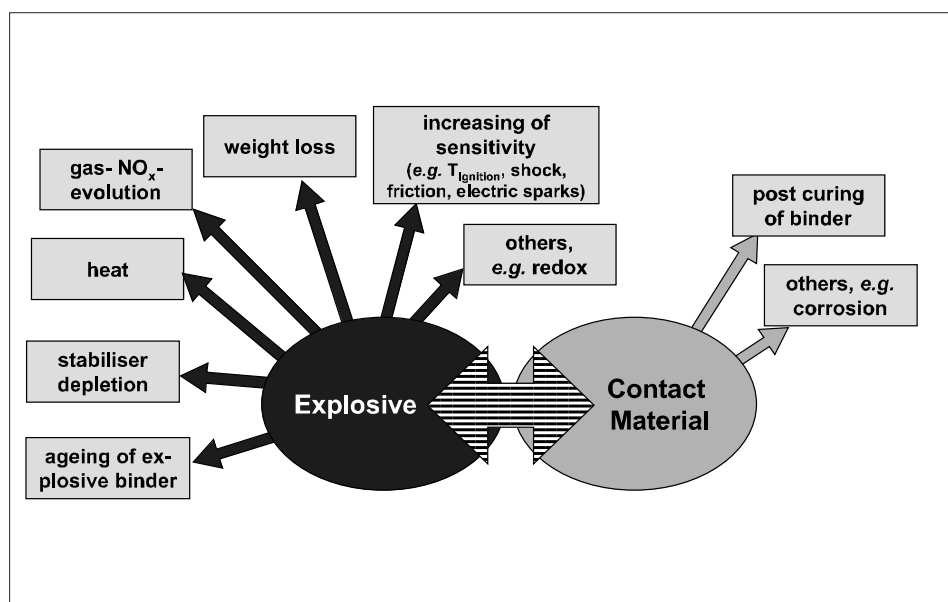 increasing of
sensitivity
(e.g. TIgnition, shock,
friction, electric sparks)
weight loss
gas- NOx-
evolution
post curing
of binder
others,
e.g. redox
heat
others, e.g.
corrosion
stabiliser
depletion
Explosive
Contact
Material
ageing of ex-
plosive binder